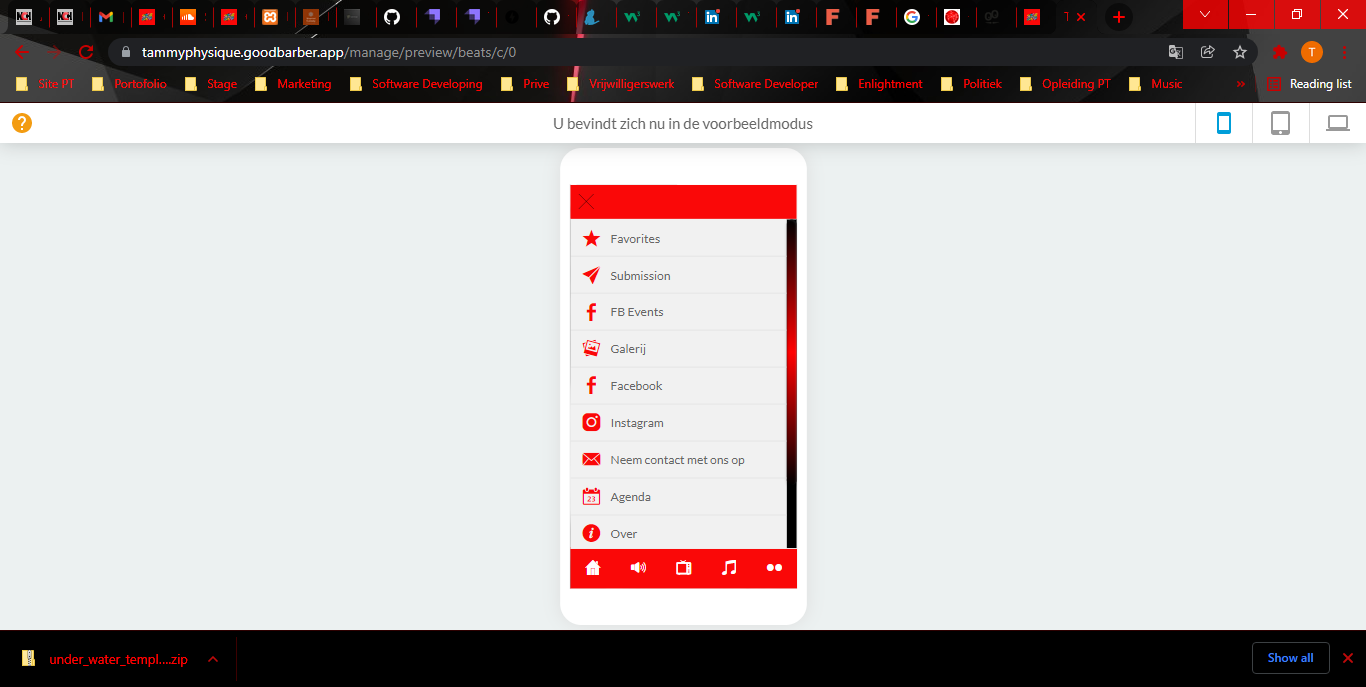 tammyphysique.goodbarber.app/manage/preview/beats/c/0
T
Site PT Portofolio Stage Marketing Software Developing Prive Vrijwilligerswerk Software Developer Enlightment Politiek Opleiding PT Music » Reading list
? U bevindt zich nu in de voorbeeldmodus
Favorites
Submission
FB Events
Galerij
Facebook
Instagram
Neem contact met ons op
23 Agenda
Over
under_water_templ....zip Show all